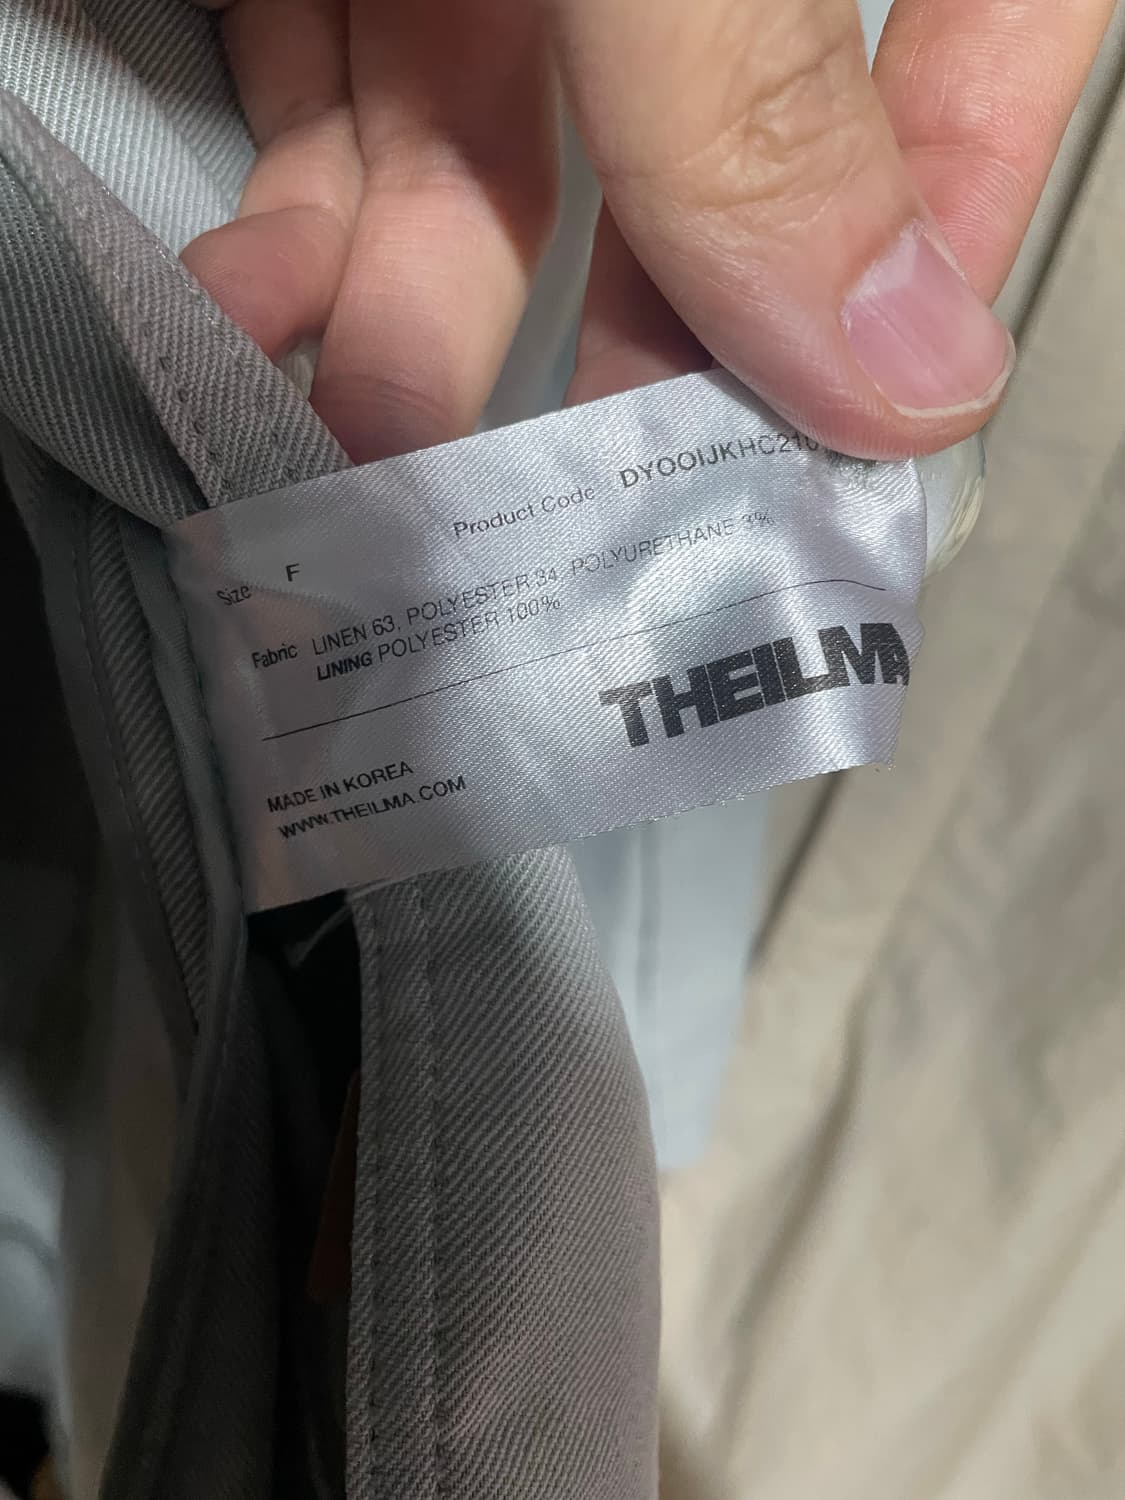 Product Code DYOOIJKHC210
Size F
Fabric LINEN 63, POLYESTER 34, POLYURETHANE 3%
LINING POLYESTER 100%
THEILMA
MADE IN KOREA
WWW.THEILMA.COM